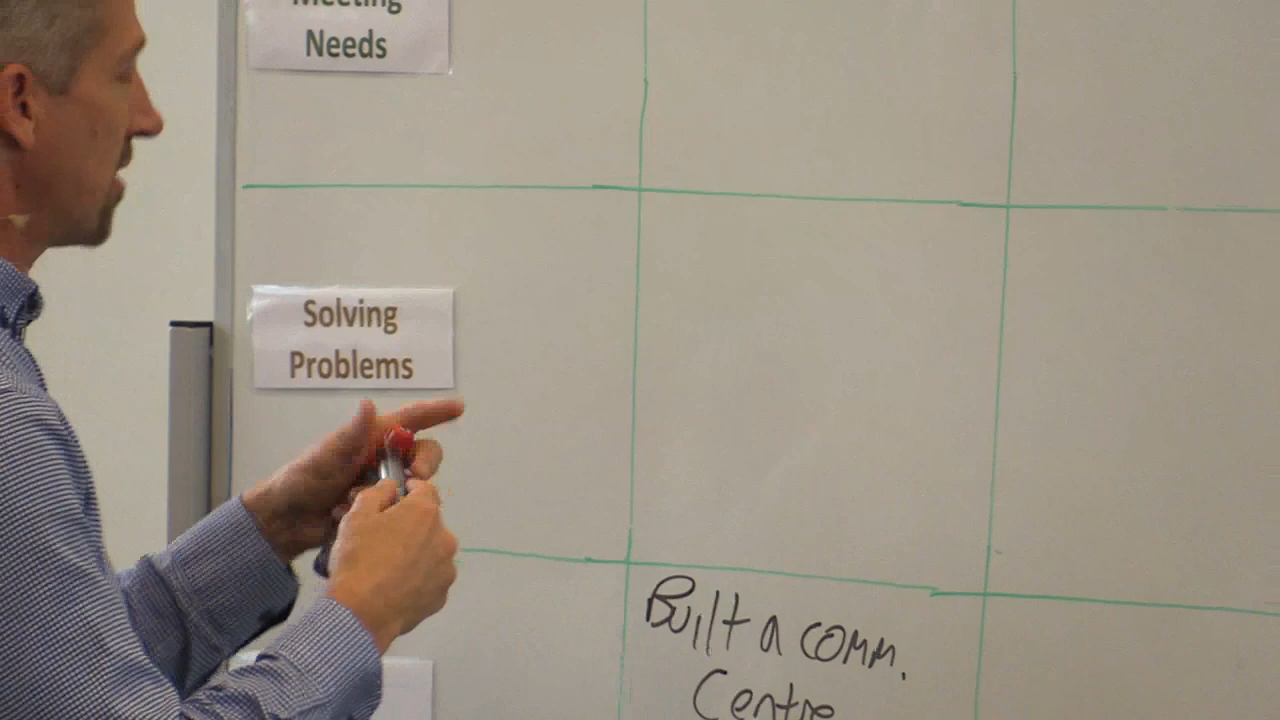 Meeting
Needs
Solving
Problems
Built a comm.
Centre